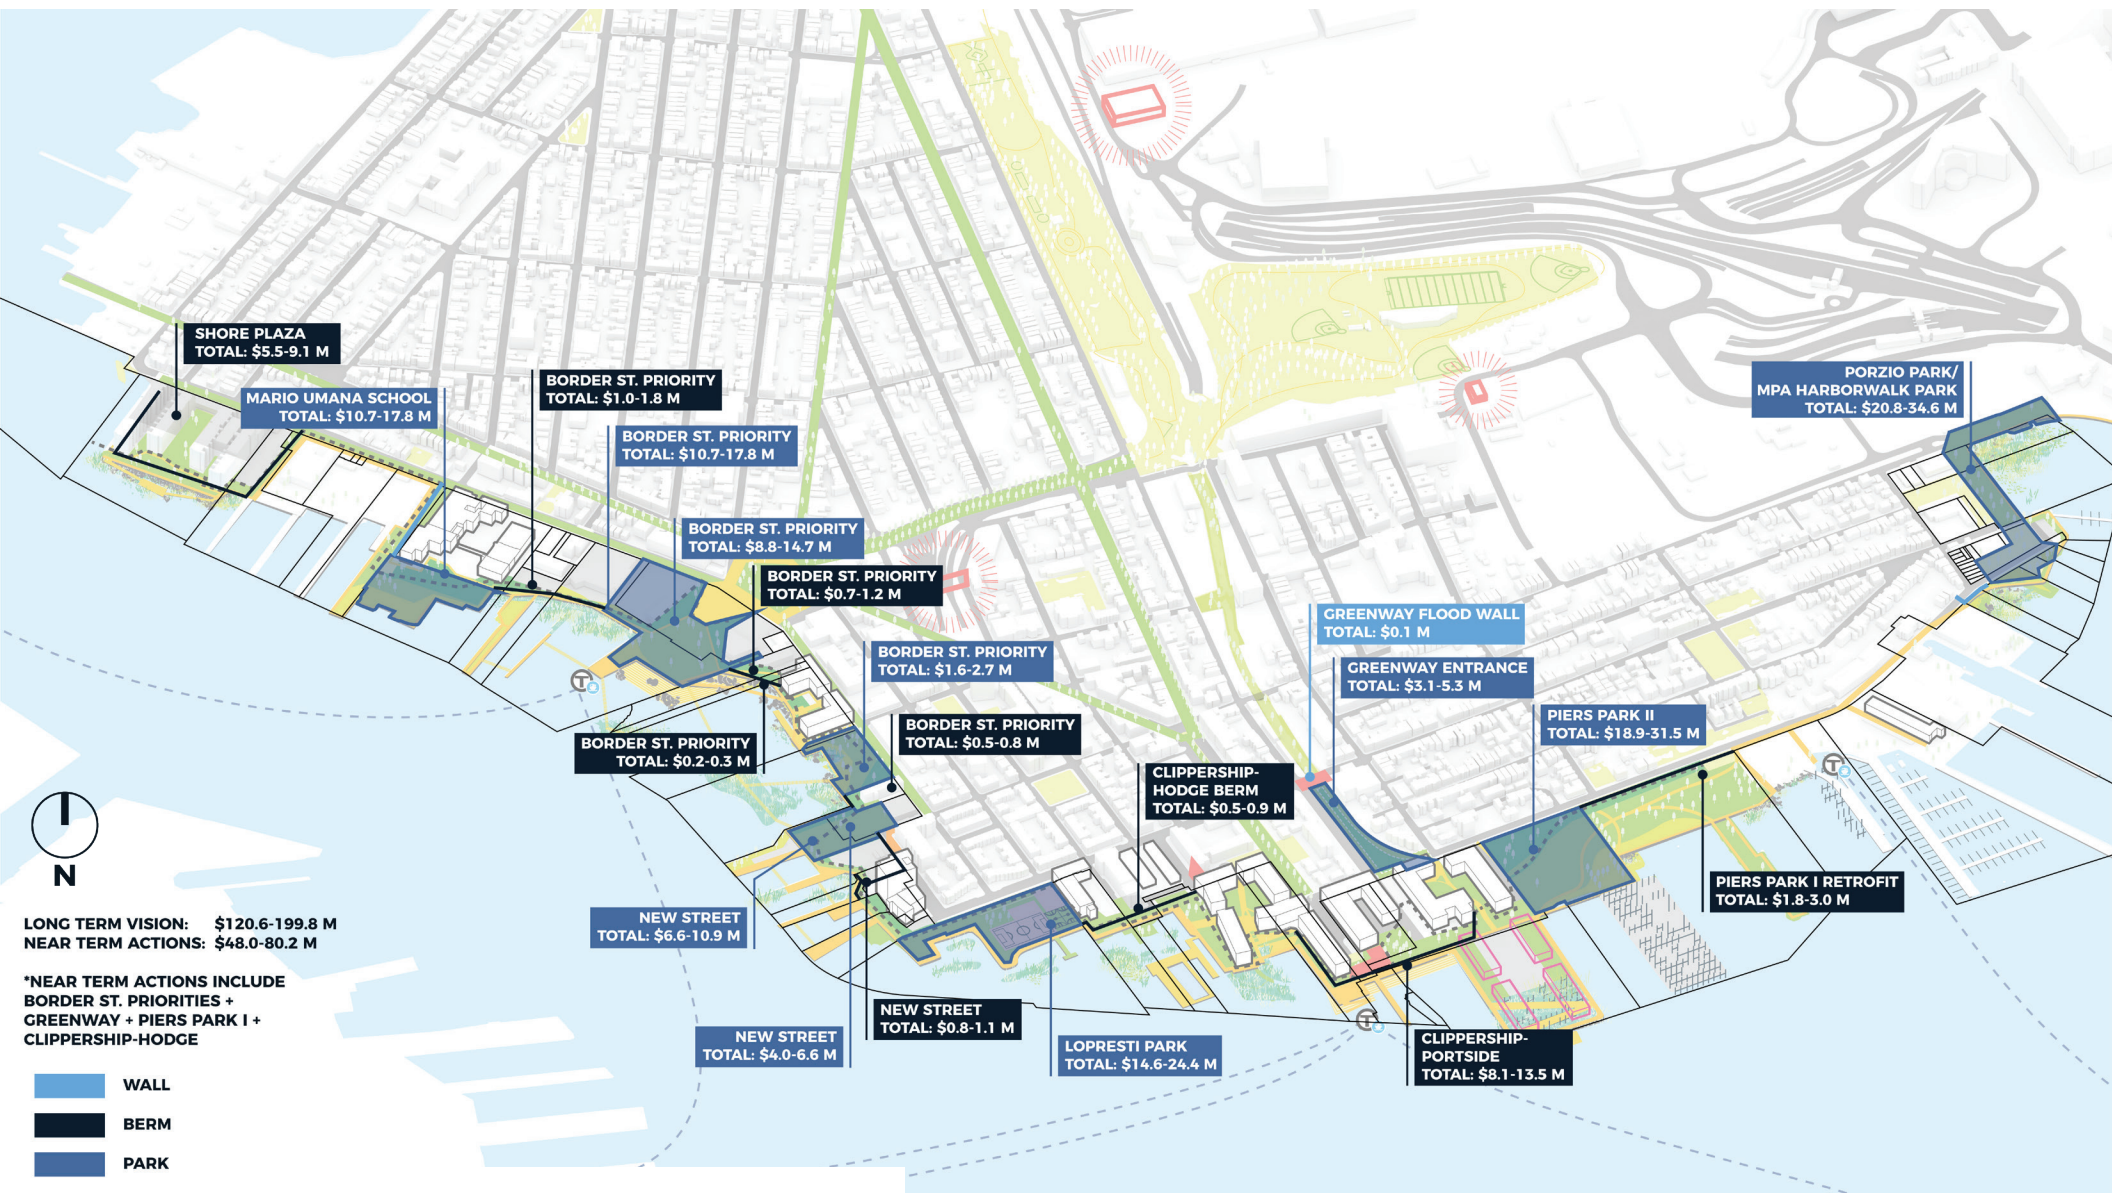 SHORE PLAZA
TOTAL: $5.5-9.1 M
MARIO UMANA SCHOOL
TOTAL: $10.7-17.8 M
BORDER ST. PRIORITY
TOTAL: $1.0-1.8 M
BORDER ST. PRIORITY
TOTAL: $10.7-17.8 M
BORDER ST. PRIORITY
TOTAL: $8.8-14.7 M
BORDER ST. PRIORITY
TOTAL: $0.7-1.2 M
BORDER ST. PRIORITY
TOTAL: $1.6-2.7 M
BORDER ST. PRIORITY
TOTAL: $0.5-0.8 M
BORDER ST. PRIORITY
TOTAL: $0.2-0.3 M
PORZIO PARK/
MPA HARBORWALK PARK
TOTAL: $20.8-34.6 M
GREENWAY FLOOD WALL
TOTAL: $0.1 M
GREENWAY ENTRANCE
TOTAL: $3.1-5.3 M
PIERS PARK II
TOTAL: $18.9-31.5 M
CLIPPERSHIP-
HODGE BERM
TOTAL: $0.5-0.9 M
PIERS PARK I RETROFIT
TOTAL: $1.8-3.0 M
NEW STREET
TOTAL: $6.6-10.9 M
NEW STREET
TOTAL: $0.8-1.1 M
NEW STREET
TOTAL: $4.0-6.6 M
LOPRESTI PARK
TOTAL: $14.6-24.4 M
CLIPPERSHIP-
PORTSIDE
TOTAL: $8.1-13.5 M
T
T
T
N
LONG TERM VISION: $120.6-199.8 M
NEAR TERM ACTIONS: $48.0-80.2 M
*NEAR TERM ACTIONS INCLUDE
BORDER ST. PRIORITIES +
GREENWAY + PIERS PARK I +
CLIPPERSHIP-HODGE
WALL
BERM
PARK